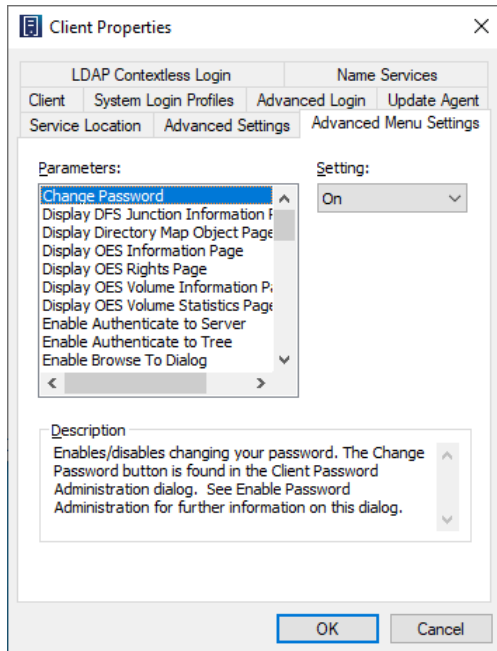 Client Properties
LDAP Contextless Login
Name Services
Client
System Login Profiles
Advanced Login
Update Agent
Service Location
Advanced Settings
Advanced Menu Settings
Parameters:
Setting:
Change Password
On
Display DFS Junction Information
Display Directory Map Object Page
Display OES Information Page
Display OES Rights Page
Display OES Volume Information
Display OES Volume Statistics Page
Enable Authenticate to Server
Enable Authenticate to Tree
Enable Browse To Dialog
Description
Enables/disables changing your password. The Change
Password button is found in the Client Password
Administration dialog. See Enable Password
Administration for further information on this dialog.
OK
Cancel